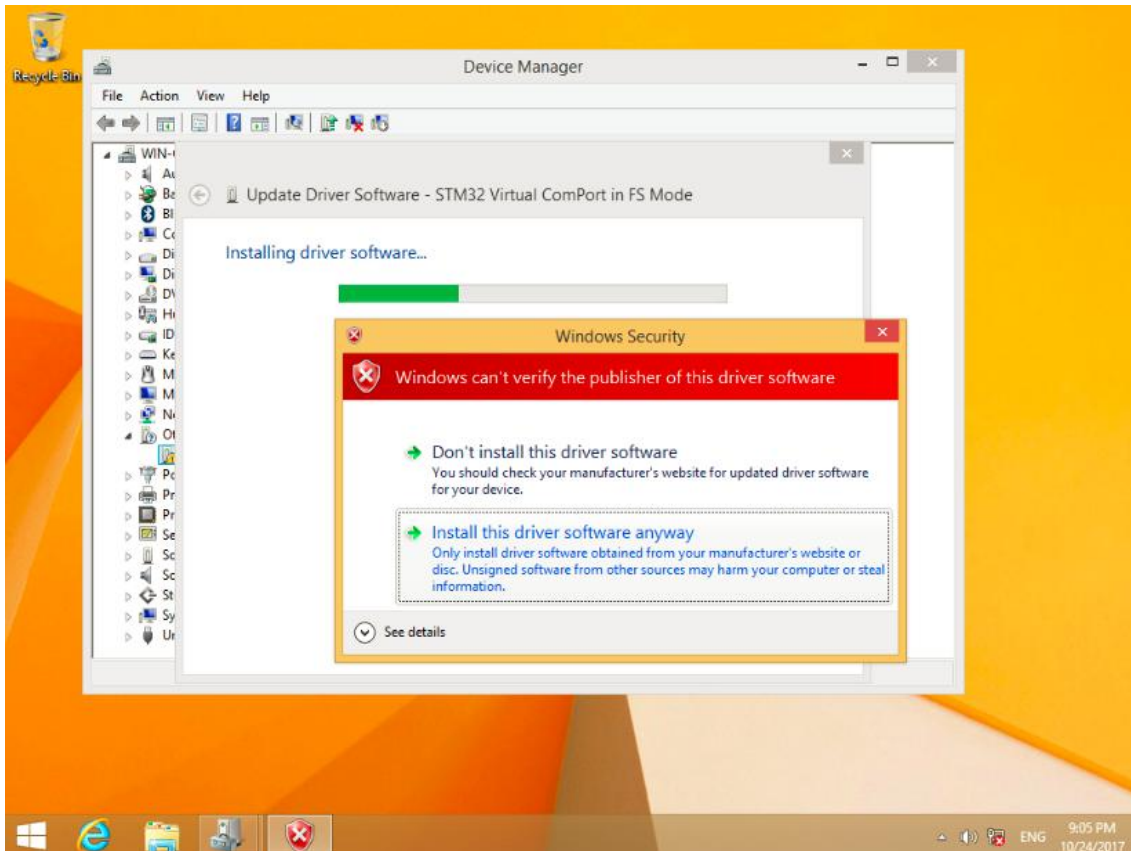 Recycle Bin
Device Manager
File Action View Help
WIN-
Au
Update Driver Software - STM32 Virtual ComPort in FS Mode
Installing driver software...
Windows Security
Windows can't verify the publisher of this driver software
Don't install this driver software
You should check your manufacturer's website for updated driver software
for your device.
Install this driver software anyway
Only install driver software obtained from your manufacturer's website or
disc. Unsigned software from other sources may harm your computer or steal
information.
See details
ENG
9:05 PM
10/24/2017